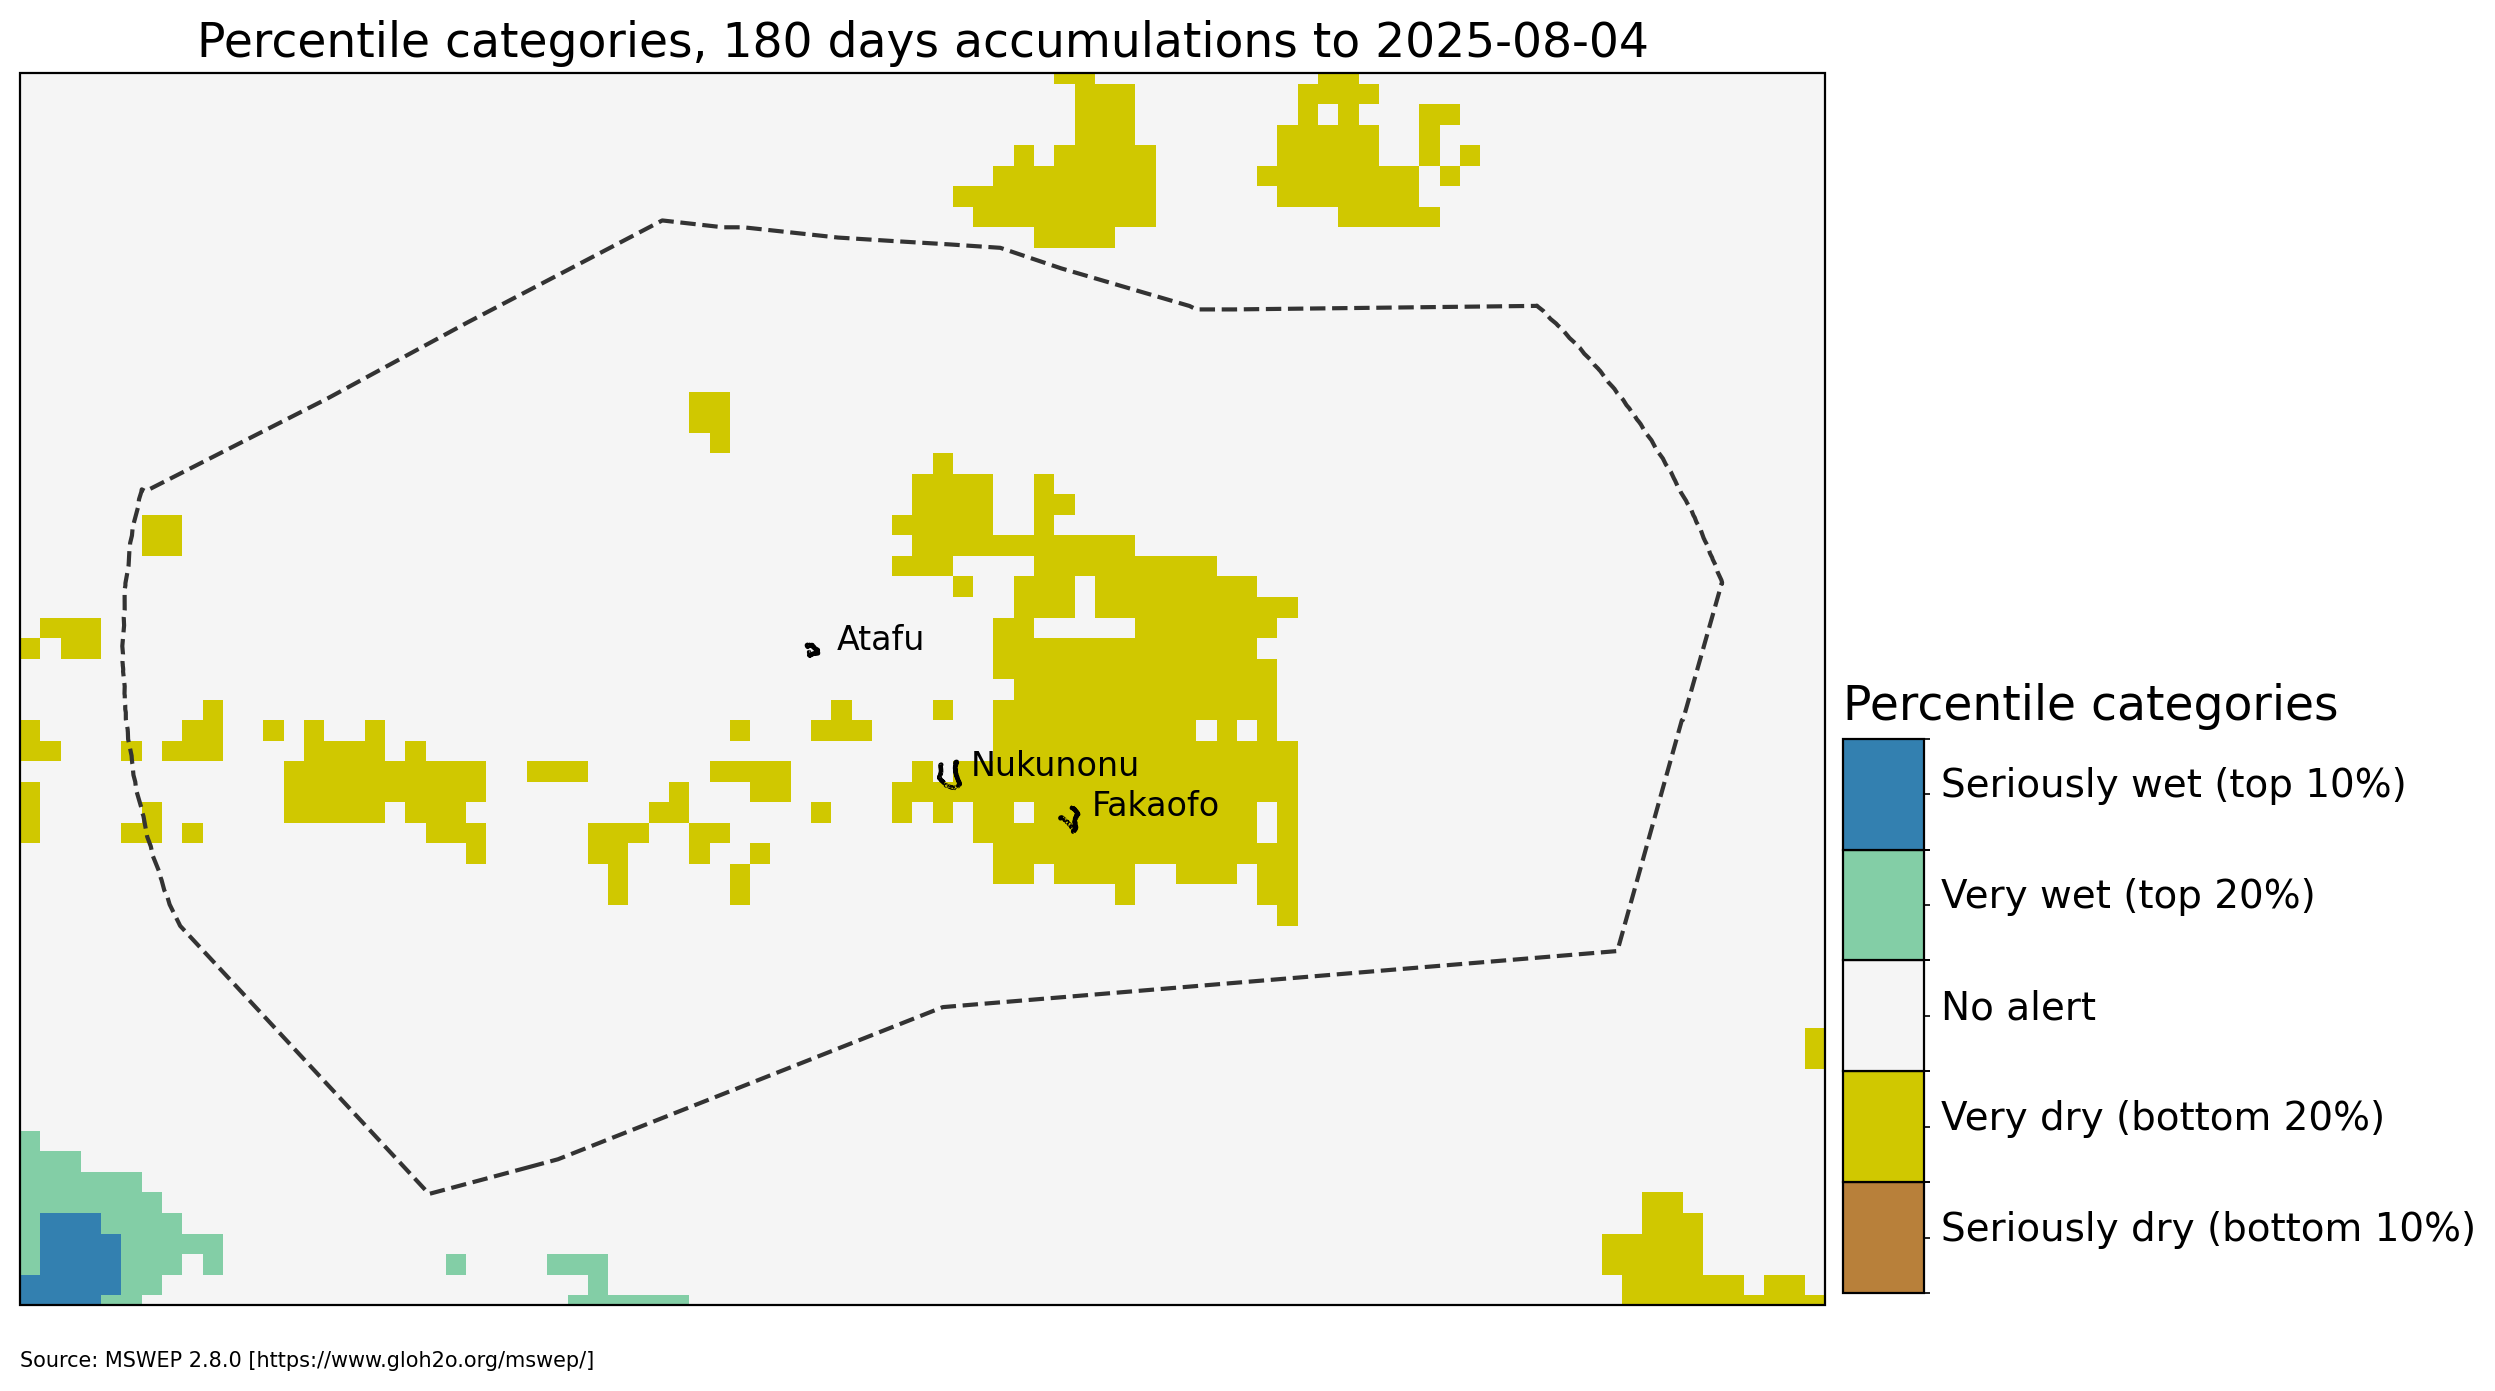 Percentile categories, 180 days accumulations to 2025-08-04
Atafu
Nukunonu
Fakaofo
Percentile categories
Seriously wet (top 10%)
Very wet (top 20%)
No alert
Very dry (bottom 20%)
Seriously dry (bottom 10%)
Source: MSWEP 2.8.0 [https://www.gloh2o.org/mswep/]